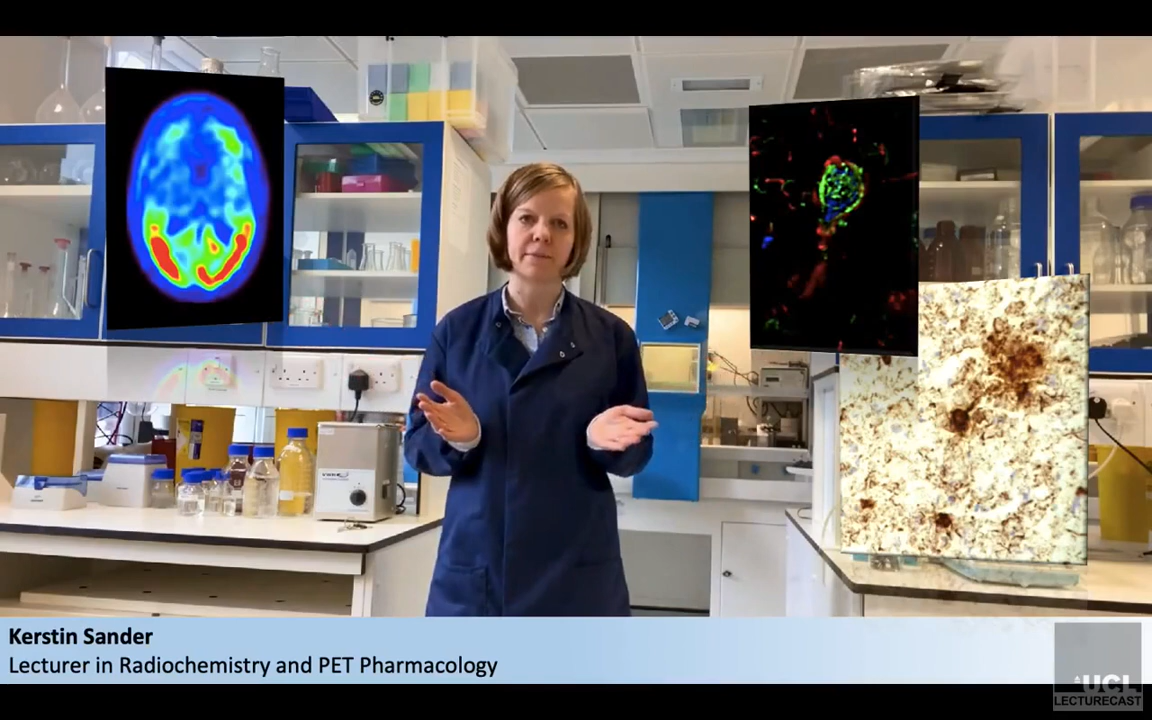 Kerstin Sander
Lecturer in Radiochemistry and PET Pharmacology
UCL
LECTURECAST